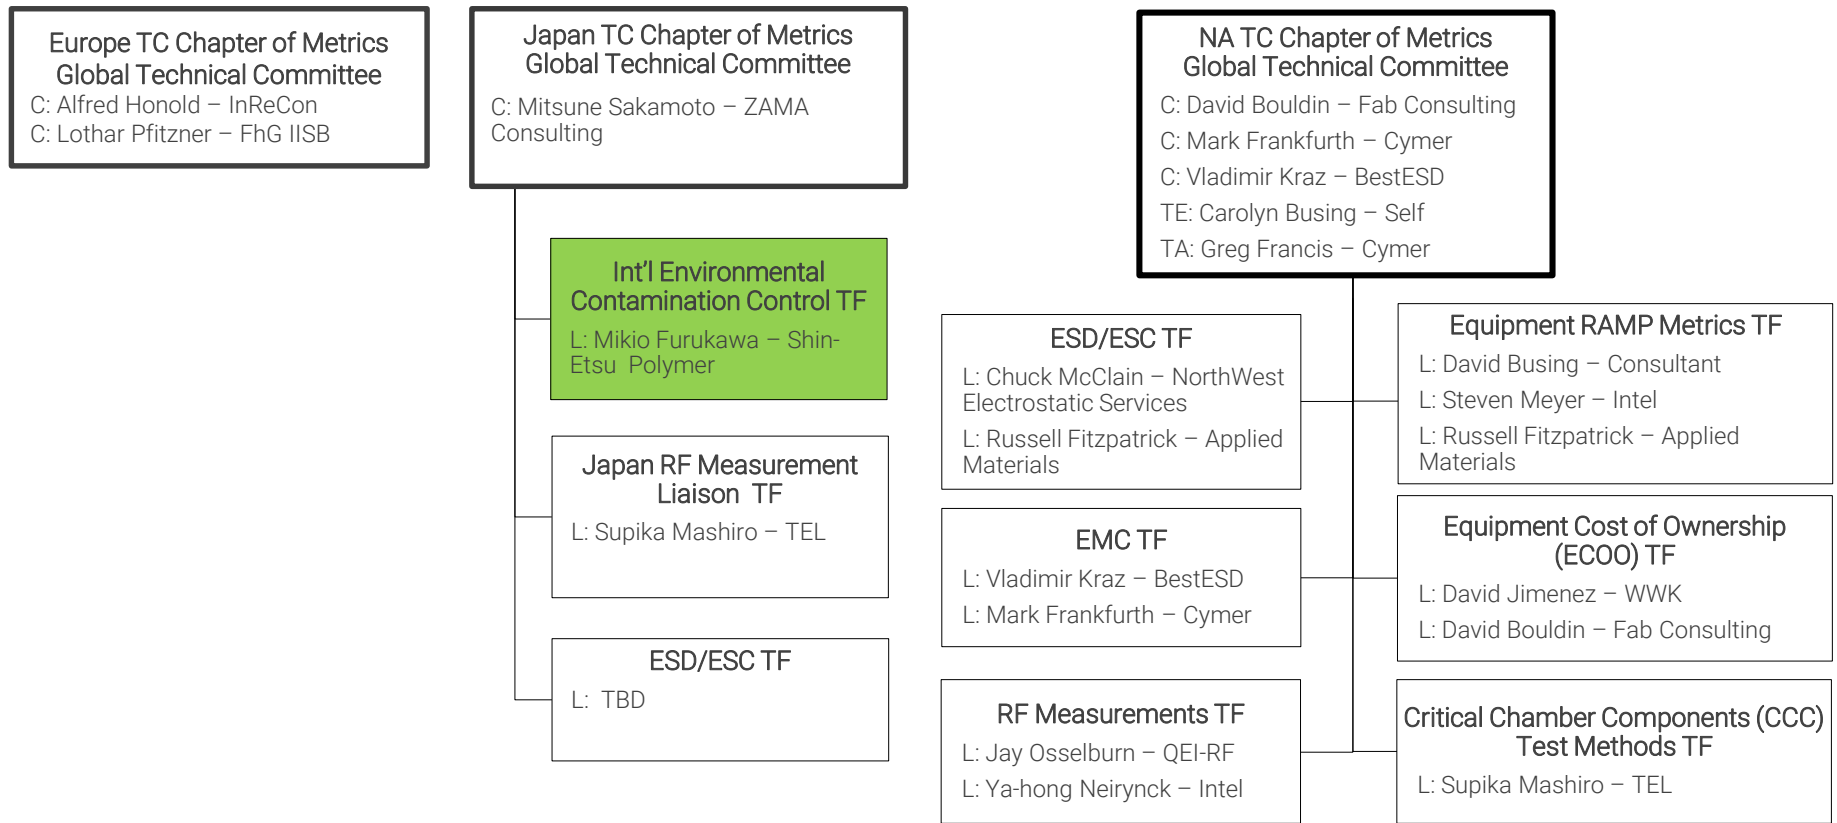 Europe TC Chapter of Metrics
Global Technical Committee
C: Alfred Honold – InReCon
C: Lothar Pfitzner – FhG IISB
Japan TC Chapter of Metrics
Global Technical Committee
C: Mitsune Sakamoto – ZAMA
Consulting
NA TC Chapter of Metrics
Global Technical Committee
C: David Bouldin – Fab Consulting
C: Mark Frankfurth – Cymer
C: Vladimir Kraz – BestESD
TE: Carolyn Busing – Self
TA: Greg Francis – Cymer
Int'l Environmental
Contamination Control TF
L: Mikio Furukawa – Shin-
Etsu Polymer
Japan RF Measurement
Liaison TF
L: Supika Mashiro – TEL
ESD/ESC TF
L: TBD
ESD/ESC TF
L: Chuck McClain – NorthWest
Electrostatic Services
L: Russell Fitzpatrick – Applied
Materials
EMC TF
L: Vladimir Kraz – BestESD
L: Mark Frankfurth – Cymer
RF Measurements TF
L: Jay Osselburn – QEI-RF
L: Ya-hong Neirynck – Intel
Equipment RAMP Metrics TF
L: David Busing – Consultant
L: Steven Meyer – Intel
L: Russell Fitzpatrick – Applied
Materials
Equipment Cost of Ownership
(ECOO) TF
L: David Jimenez – WWK
L: David Bouldin – Fab Consulting
Critical Chamber Components (CCC)
Test Methods TF
L: Supika Mashiro – TEL